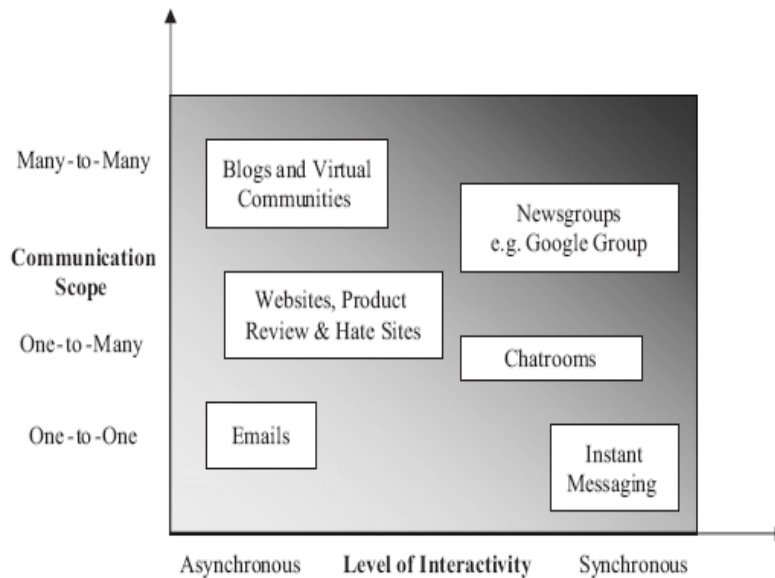 Many-to-Many
Blogs and Virtual
Communities
Newsgroups
e.g. Google Group
Communication
Scope
Websites, Product
Review & Hate Sites
One-to-Many
Chatrooms
One-to-One
Emails
Instant
Messaging
Asynchronous Level of Interactivity Synchronous